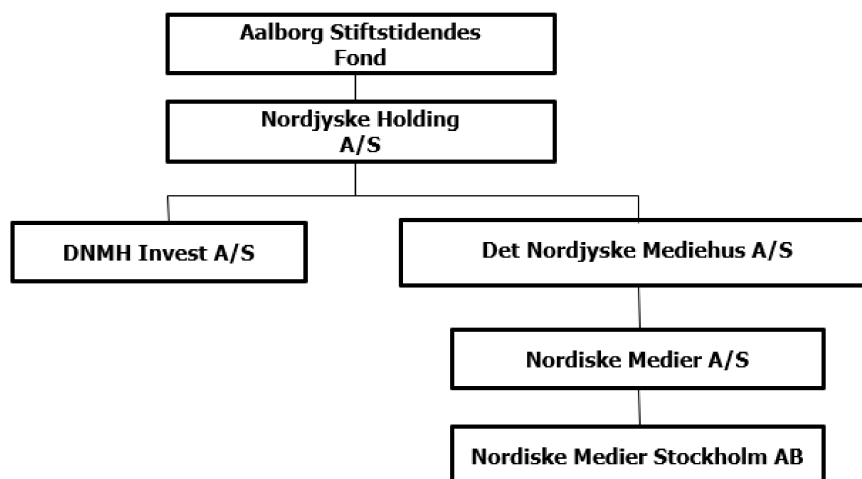 Aalborg Stiftstidendes
Fond
Nordjyske Holding
A/S
DNMH Invest A/S
Det Nordjyske Mediehus A/S
Nordiske Medier A/S
Nordiske Medier Stockholm AB